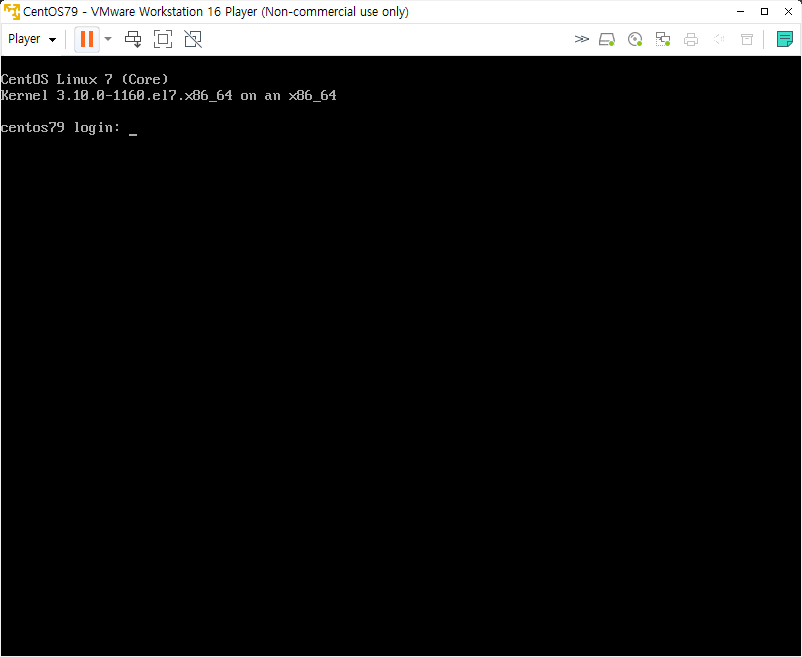 CentOS79 - VMware Workstation 16 Player (Non-commercial use only)
Player
CentOS Linux 7 (Core)
Kernel 3.10.0-1160.el7.x86_64 on an x86_64
centos79 login: _